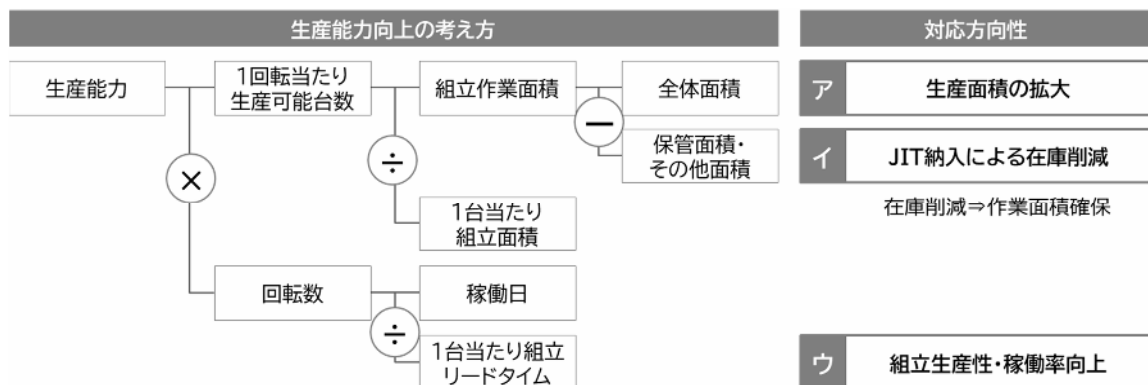 生産能力向上の考え方
対応方向性
生産能力
1回転当たり
生産可能台数
組立作業面積
全体面積
ア
生産面積の拡大
ー
保管面積・
その他面積
イ
JIT納入による在庫削減
×
÷
在庫削減⇒作業面積確保
1台当たり
組立面積
回転数
稼働日
÷
1台当たり組立
リードタイム
ウ
組立生産性・稼働率向上